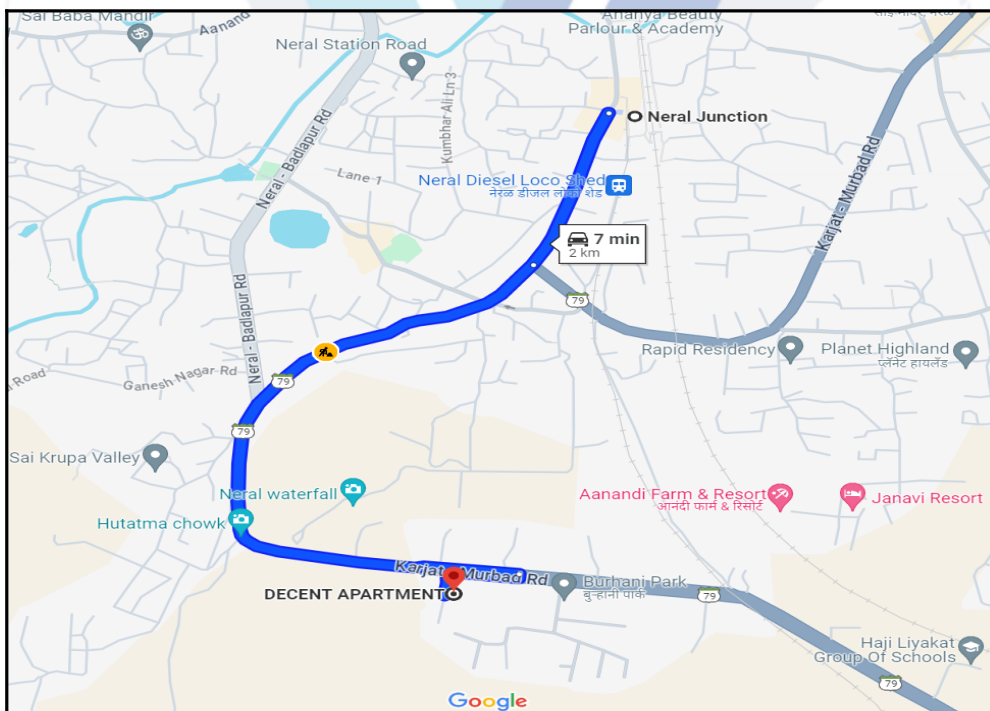 Sai Baba Mandir
Aanand
Neral Station Road
Ananya Beauty
Parlour & Academy
Kumbhar Ali Ln 3
Neral Junction
Neral - Badlapur Rd
Lane 1
Neral Diesel Loco Shed
नेरळ डीजल लोको शेड
Karjat - Murbad Rd
7 min
2 km
79
Rapid Residency
Planet Highland
प्लॅनेट हायलँड
Road
Ganesh Nagar Rd
Neral - Badlapur Rd
79
79
Sai Krupa Valley
Neral waterfall
Hutatma chowk
Aanandi Farm & Resort
आनंदी फार्म & रिसोर्ट
Janavi Resort
Karjat - Murbad Rd
DECENT APARTMENT
Burhani Park
बुऱ्हानी पार्क
79
Haji Liyakat
Group Of Schools
79
Google